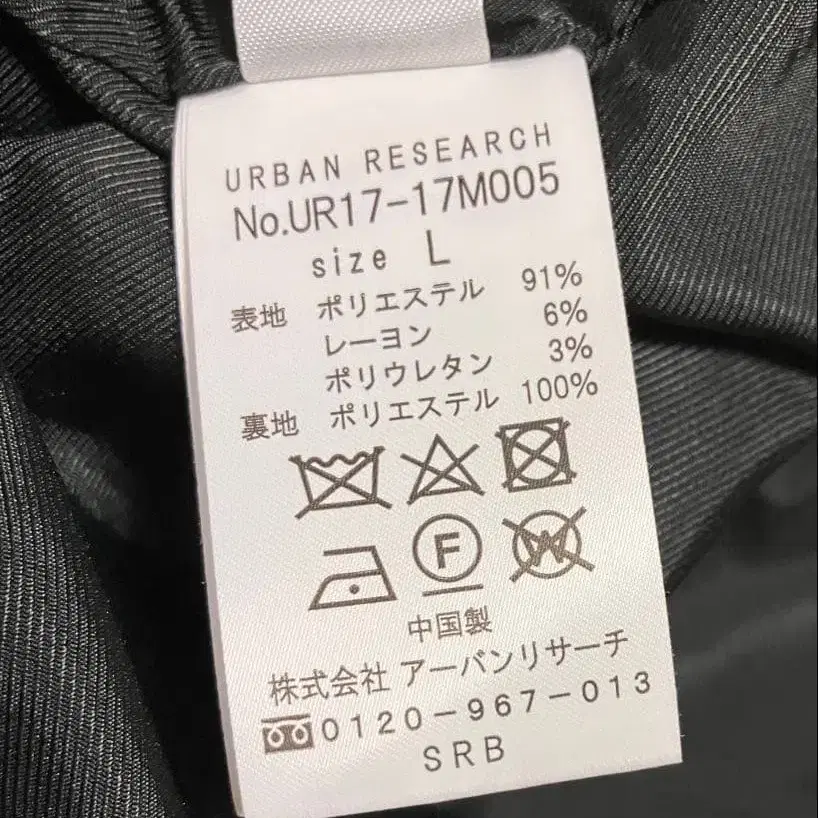 URBAN RESEARCH
No.UR17-17M005
size L
表地 ポリエステル 91%
レーヨン 6%
ポリウレタン 3%
裏地 ポリエステル 100%
F
W
中国製
株式会社 アーバンリサーチ
0120-967-013
SRB